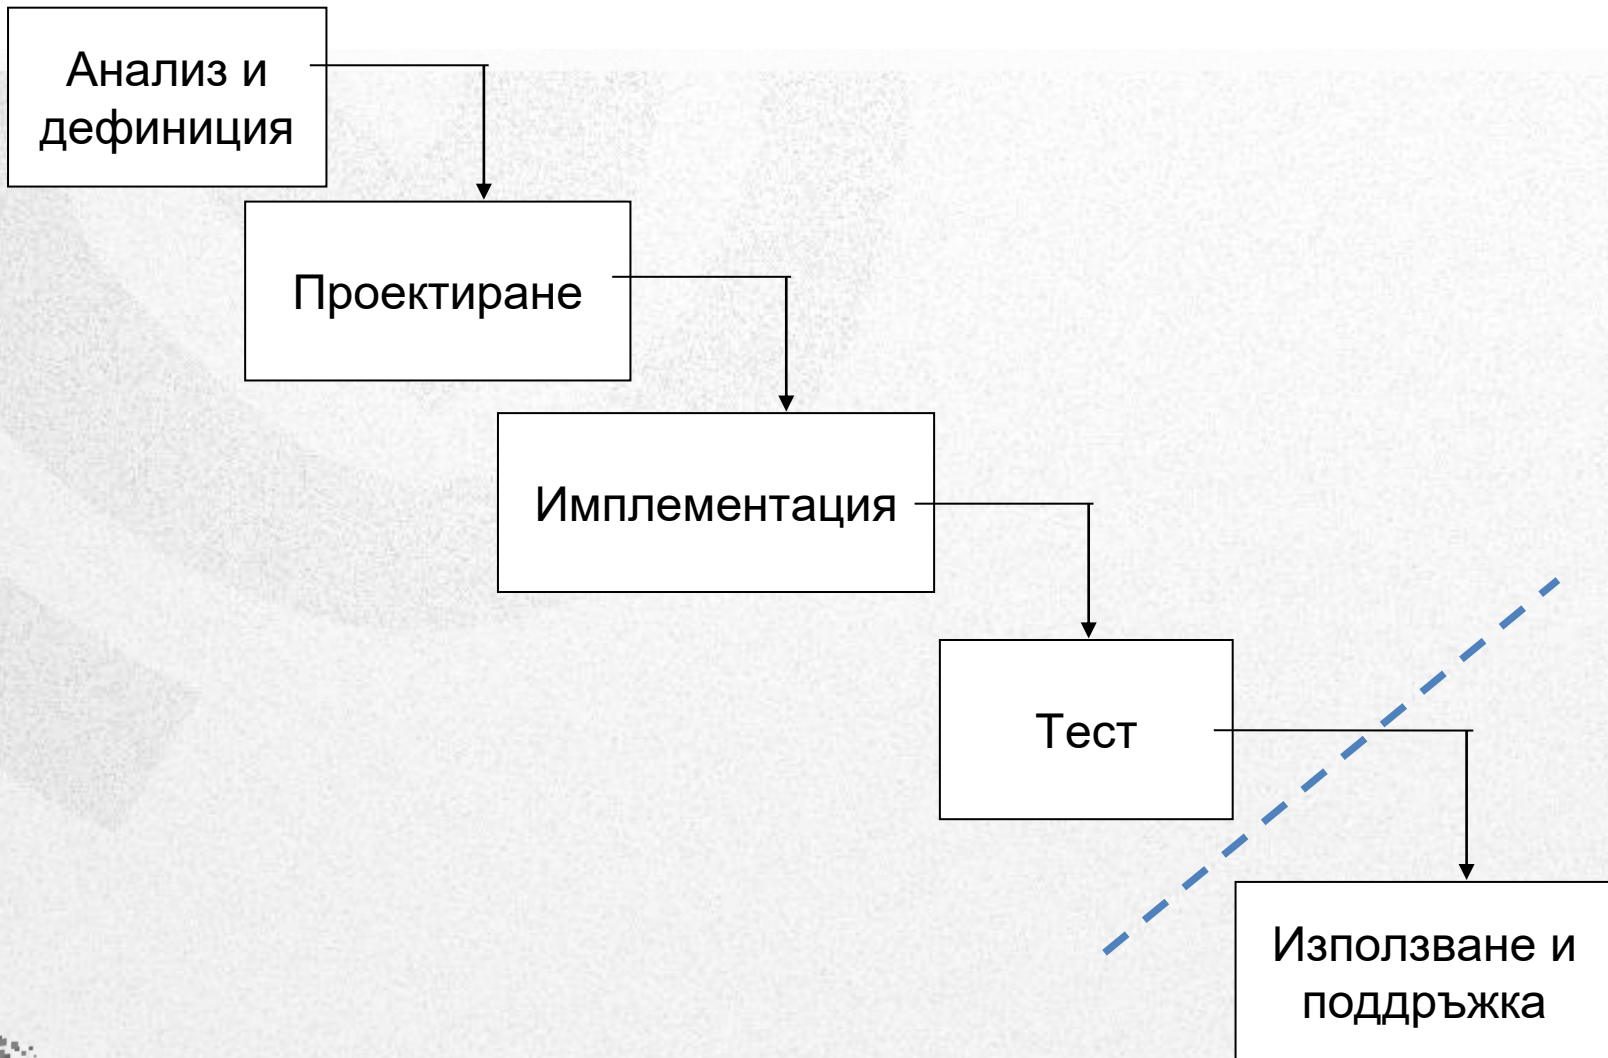 Анализ и
дефиниция
Проектиране
Имплементация
Тест
Използване и
поддръжка